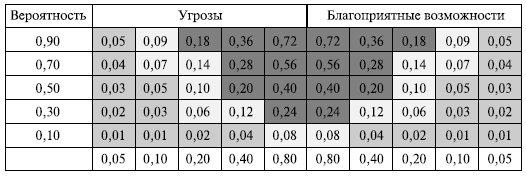 Вероятность Угрозы Благоприятные возможности
0,90 0,05 0,09 0,18 0,36 0,72 0,72 0,36 0,18 0,09 0,05
0,70 0,04 0,07 0,14 0,28 0,56 0,56 0,28 0,14 0,07 0,04
0,50 0,03 0,05 0,10 0,20 0,40 0,40 0,20 0,10 0,05 0,03
0,30 0,02 0,03 0,06 0,12 0,24 0,24 0,12 0,06 0,03 0,02
0,10 0,01 0,01 0,02 0,04 0,08 0,08 0,04 0,02 0,01 0,01
0,05 0,10 0,20 0,40 0,80 0,80 0,40 0,20 0,10 0,05